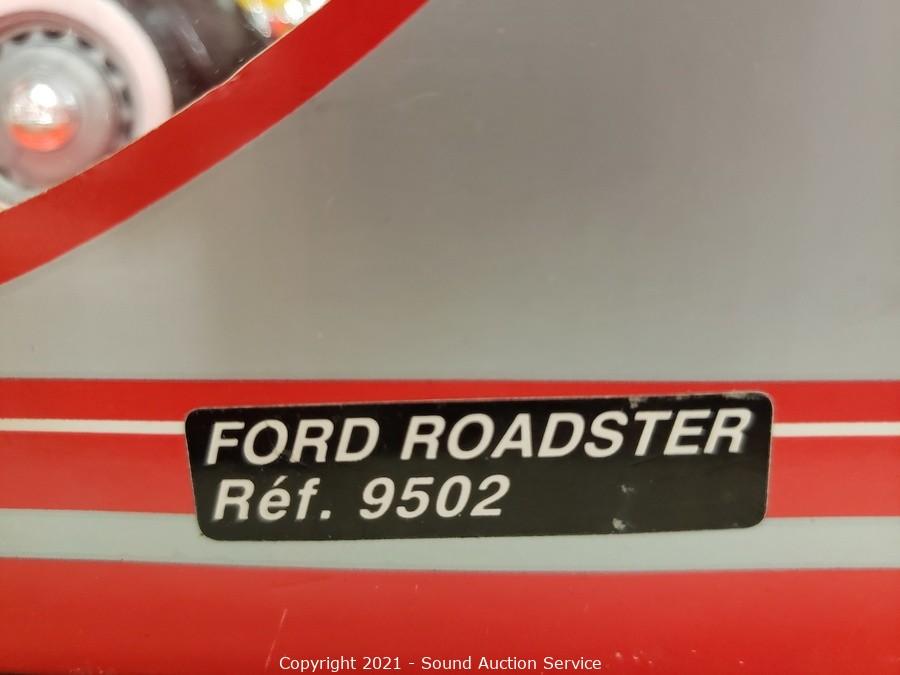 FORD ROADSTER
Réf. 9502
Copyright 2021 - Sound Auction Service